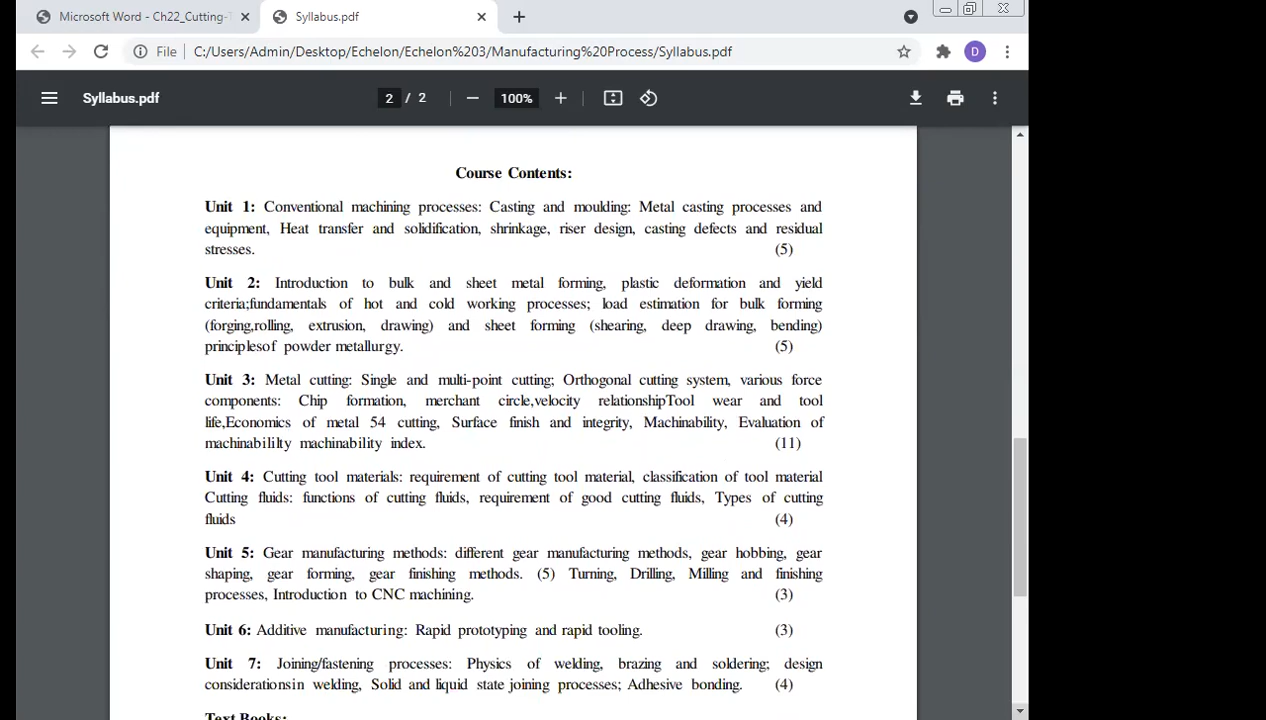 Microsoft Word - Ch22_Cutting-T
Syllabus.pdf
File C:/Users/Admin/Desktop/Echelon/Echelon%203/Manufacturing%20Process/Syllabus.pdf
D
Syllabus.pdf
2 / 2
100%
Course Contents:
Unit 1: Conventional machining processes: Casting and moulding: Metal casting processes and
equipment, Heat transfer and solidification, shrinkage, riser design, casting defects and residual
stresses. (5)
Unit 2: Introduction to bulk and sheet metal forming, plastic deformation and yield
criteria;fundamentals of hot and cold working processes; load estimation for bulk forming
(forging,rolling, extrusion, drawing) and sheet forming (shearing, deep drawing, bending)
principlesof powder metallurgy. (5)
Unit 3: Metal cutting: Single and multi-point cutting; Orthogonal cutting system, various force
components: Chip formation, merchant circle,velocity relationshipTool wear and tool
life,Economics of metal 54 cutting, Surface finish and integrity, Machinability, Evaluation of
machinabililty machinability index. (11)
Unit 4: Cutting tool materials: requirement of cutting tool material, classification of tool material
Cutting fluids: functions of cutting fluids, requirement of good cutting fluids, Types of cutting
fluids (4)
Unit 5: Gear manufacturing methods: different gear manufacturing methods, gear hobbing, gear
shaping, gear forming, gear finishing methods. (5) Turning, Drilling, Milling and finishing
processes, Introduction to CNC machining. (3)
Unit 6: Additive manufacturing: Rapid prototyping and rapid tooling. (3)
Unit 7: Joining/fastening processes: Physics of welding, brazing and soldering; design
considerationsin welding, Solid and liquid state joining processes; Adhesive bonding. (4)
Text Books: